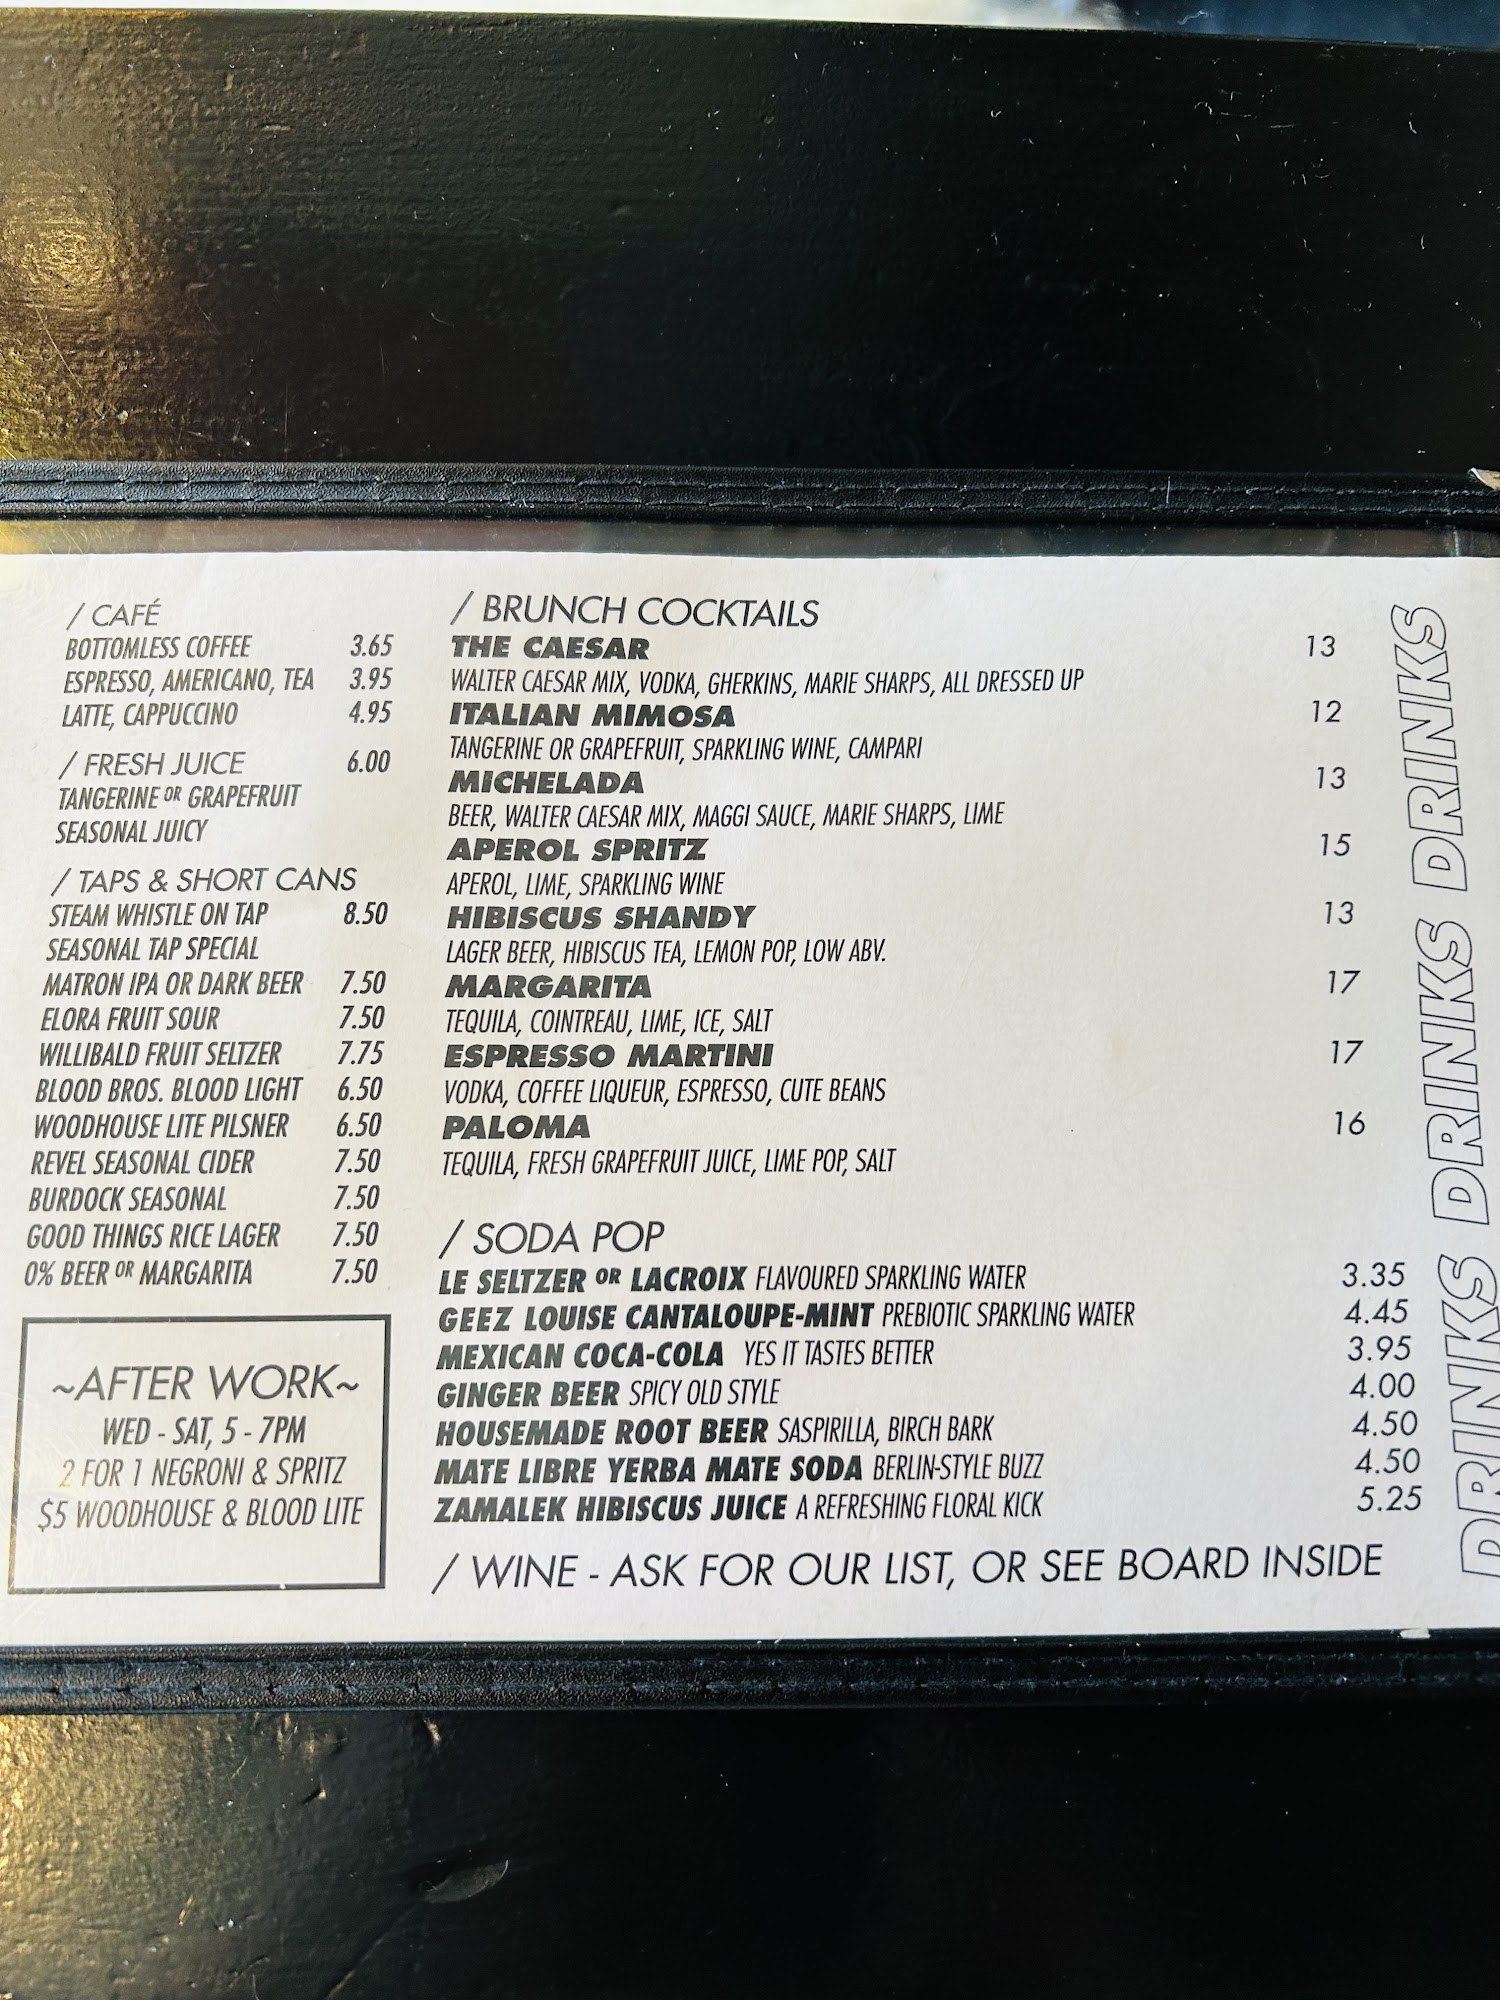 / CAFÉ
BOTTOMLESS COFFEE 3.65
ESPRESSO, AMERICANO, TEA 3.95
LATTE, CAPPUCCINO 4.95
/ FRESH JUICE 6.00
TANGERINE OR GRAPEFRUIT
SEASONAL JUICY
/ TAPS & SHORT CANS
STEAM WHISTLE ON TAP 8.50
SEASONAL TAP SPECIAL
MATRON IPA OR DARK BEER 7.50
ELORA FRUIT SOUR 7.50
WILLIBALD FRUIT SELTZER 7.75
BLOOD BROS. BLOOD LIGHT 6.50
WOODHOUSE LITE PILSNER 6.50
REVEL SEASONAL CIDER 7.50
BURDOCK SEASONAL 7.50
GOOD THINGS RICE LAGER 7.50
0% BEER OR MARGARITA 7.50
~AFTER WORK~
WED - SAT, 5 - 7PM
2 FOR 1 NEGRONI & SPRITZ
$5 WOODHOUSE & BLOOD LITE
/ BRUNCH COCKTAILS
THE CAESAR 13
WALTER CAESAR MIX, VODKA, GHERKINS, MARIE SHARPS, ALL DRESSED UP
ITALIAN MIMOSA 12
TANGERINE OR GRAPEFRUIT, SPARKLING WINE, CAMPARI
MICHELADA 13
BEER, WALTER CAESAR MIX, MAGGI SAUCE, MARIE SHARPS, LIME
APEROL SPRITZ 15
APEROL, LIME, SPARKLING WINE
HIBISCUS SHANDY 13
LAGER BEER, HIBISCUS TEA, LEMON POP, LOW ABV.
MARGARITA 17
TEQUILA, COINTREAU, LIME, ICE, SALT
ESPRESSO MARTINI 17
VODKA, COFFEE LIQUEUR, ESPRESSO, CUTE BEANS
PALOMA 16
TEQUILA, FRESH GRAPEFRUIT JUICE, LIME POP, SALT
/ SODA POP
LE SELTZER OR LACROIX FLAVOURED SPARKLING WATER 3.35
GEEZ LOUISE CANTALOUPE-MINT PREBIOTIC SPARKLING WATER 4.45
MEXICAN COCA-COLA YES IT TASTES BETTER 3.95
GINGER BEER SPICY OLD STYLE 4.00
HOUSEMADE ROOT BEER SASPIRILLA, BIRCH BARK 4.50
MATE LIBRE YERBA MATE SODA BERLIN-STYLE BUZZ 4.50
ZAMALEK HIBISCUS JUICE A REFRESHING FLORAL KICK 5.25
/ WINE - ASK FOR OUR LIST, OR SEE BOARD INSIDE
DRINKS DRINKS DRINKS